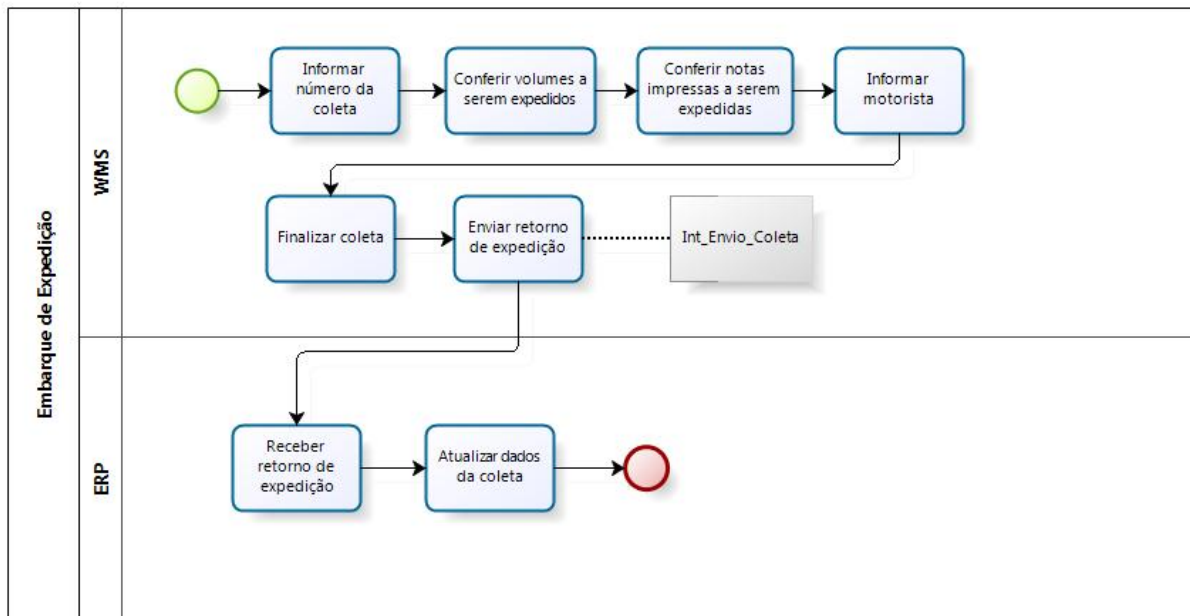 Embarque de Expedição
WMS
Informar
número da
coleta
Conferir volumes a
serem expedidos
Conferir notas
impressas a serem
expedidas
Informar
motorista
Finalizar coleta
Enviar retorno
de expedição
Int_Envio_Coleta
ERP
Receber
retorno de
expedição
Atualizar dados
da coleta